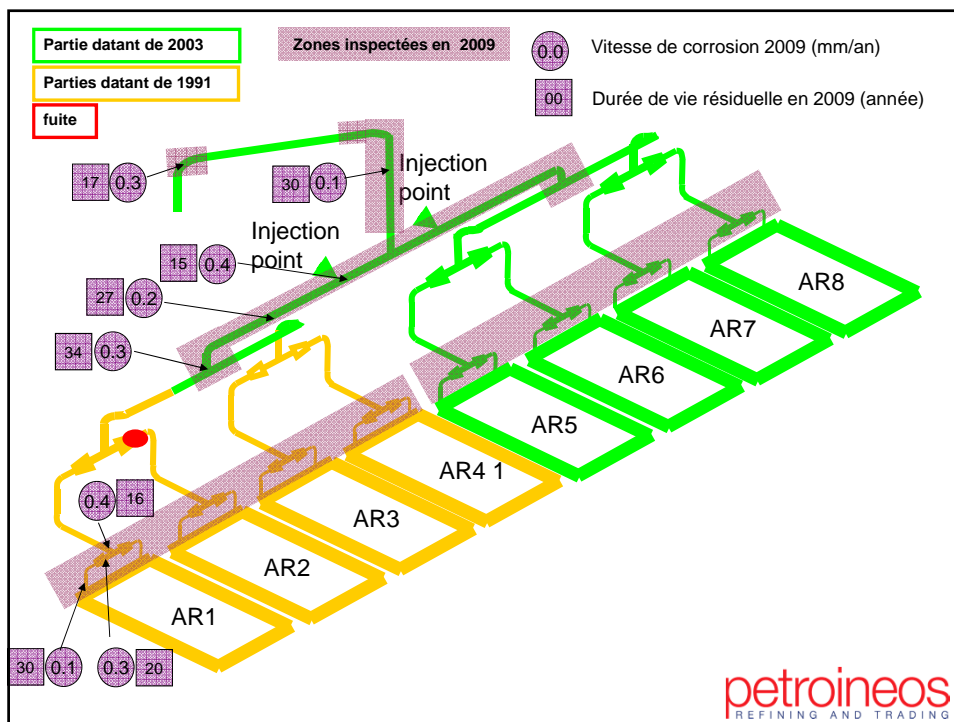 Partie datant de 2003
Zones inspectées en 2009
0.0
Vitesse de corrosion 2009 (mm/an)
Parties datant de 1991
00
Durée de vie résiduelle en 2009 (année)
fuite
17
0.3
30
0.1
Injection
point
Injection
point
15
0.4
27
0.2
34
0.3
AR8
AR7
AR6
AR5
AR4 1
AR3
AR2
AR1
0.4
16
30
0.1
0.3
20
petroineos
REFINING AND TRADING